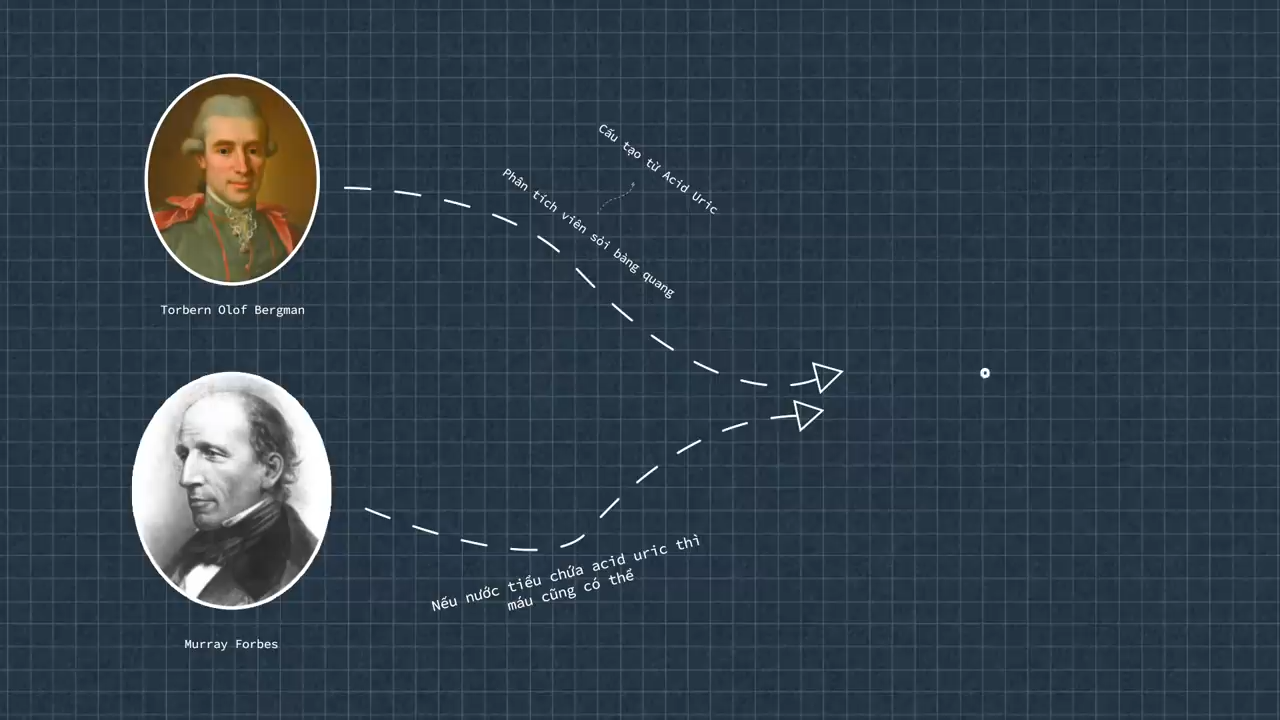 Cấu tạo từ Acid Uric
Phân tích viên sỏi bàng quang
Torbern Olof Bergman
Nếu nước tiểu chứa acid uric thì
máu cũng có thể
Murray Forbes